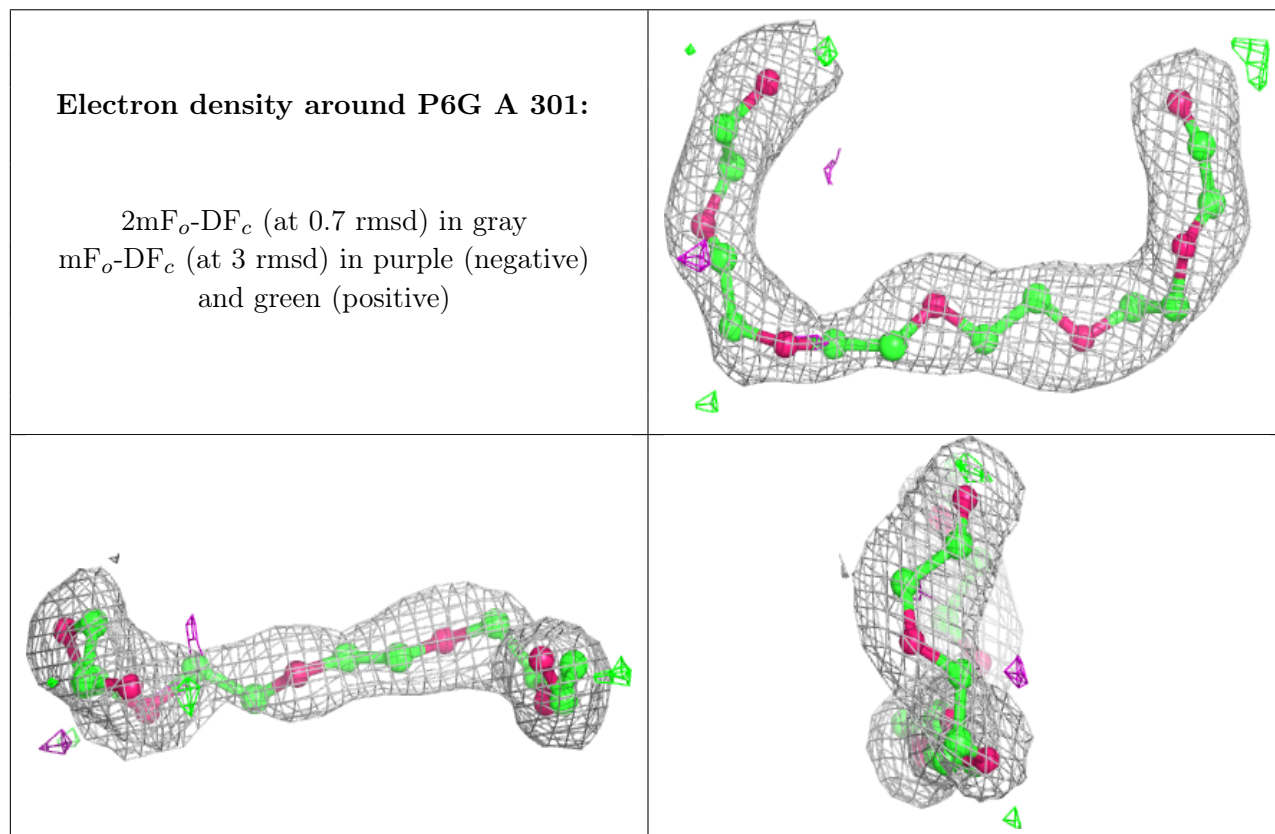 Electron density around P6G A 301:
2mFₒ-DF𝑐 (at 0.7 rmsd) in gray
mFₒ-DF𝑐 (at 3 rmsd) in purple (negative)
and green (positive)